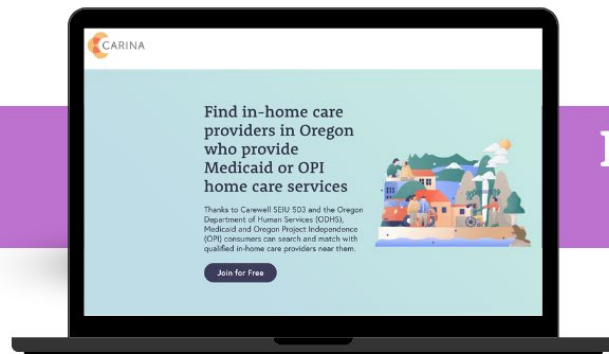 CARINA
Find in-home care
providers in Oregon
who provide
Medicaid or OPI
home care services
Thanks to Carewell SEIU 503 and the Oregon
Department of Human Services (ODHS),
Medicaid and Oregon Project Independence
(OPI) consumers can search and match with
qualified in-home care providers near them.
Join for Free